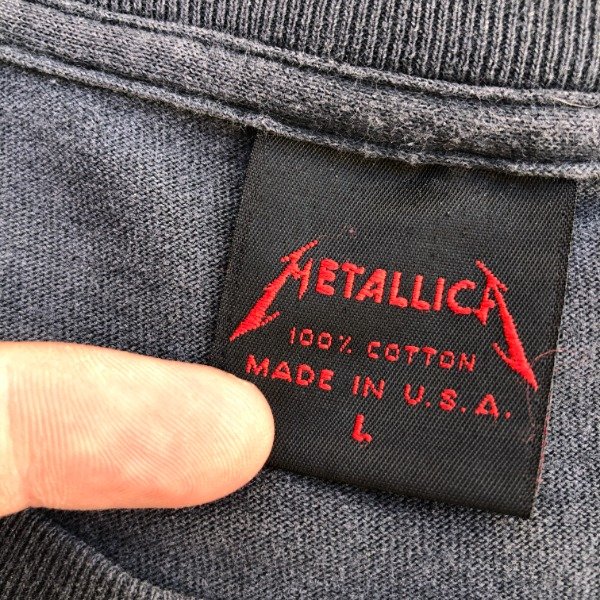 METALLICA
100% COTTON
MADE IN U.S.A.
L